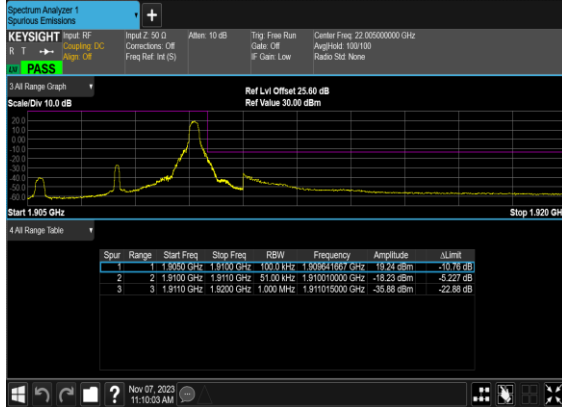 Spectrum Analyzer 1
Spurious Emissions
+
KEYSIGHT Input: RF Input Z: 50 Ω Atten: 10 dB Trig: Free Run Center Freq: 22.005000000 GHz
R T Coupling: DC Corrections: Off Gate: Off Avg|Hold: 100/100
Align: Off Freq Ref: Int (S) IF Gain: Low Radio Std: None
PASS
3 All Range Graph Ref Lvl Offset 25.60 dB
Scale/Div 10.0 dB Ref Value 30.00 dBm
20.0
10.0
0.00
-10.0
-20.0
-30.0
-40.0
-50.0
-60.0
Start 1.905 GHz Stop 1.920 GH
4 All Range Table
Spur Range Start Freq Stop Freq RBW Frequency Amplitude ΔLimit
1 1 1.9050 GHz 1.9100 GHz 100.0 kHz 1.909641667 GHz 19.24 dBm -10.76 dB
2 2 1.9100 GHz 1.9110 GHz 51.00 kHz 1.910010000 GHz -18.23 dBm -5.227 dB
3 3 1.9110 GHz 1.9200 GHz 1.000 MHz 1.911015000 GHz -35.88 dBm -22.88 dB
? Nov 07, 2023
11:10:03 AM